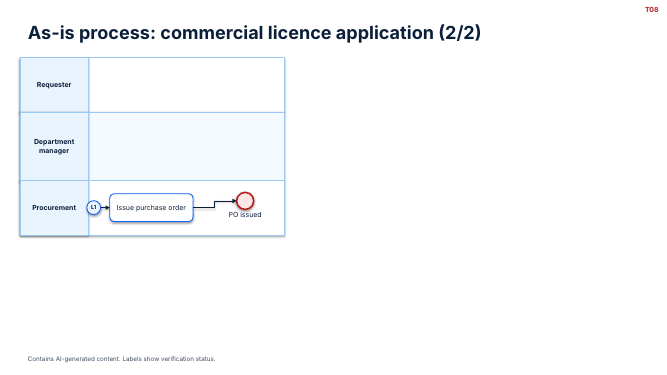 T08
As-is process: commercial licence application (2/2)
Requester
Department
manager
Procurement
L1
Issue purchase order
PO issued
Contains AI-generated content. Labels show verification status.